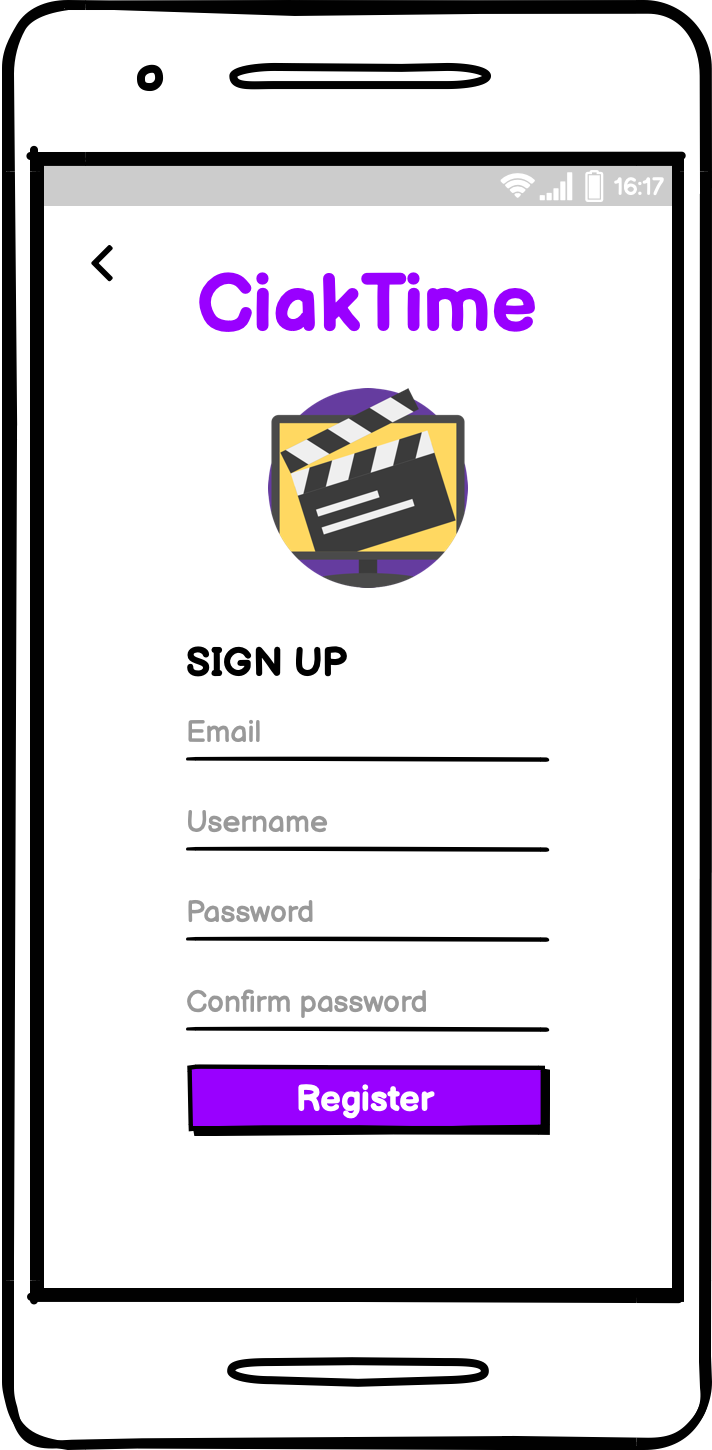 16:17
CiakTime
SIGN UP
Email
Username
Password
Confirm password
Register